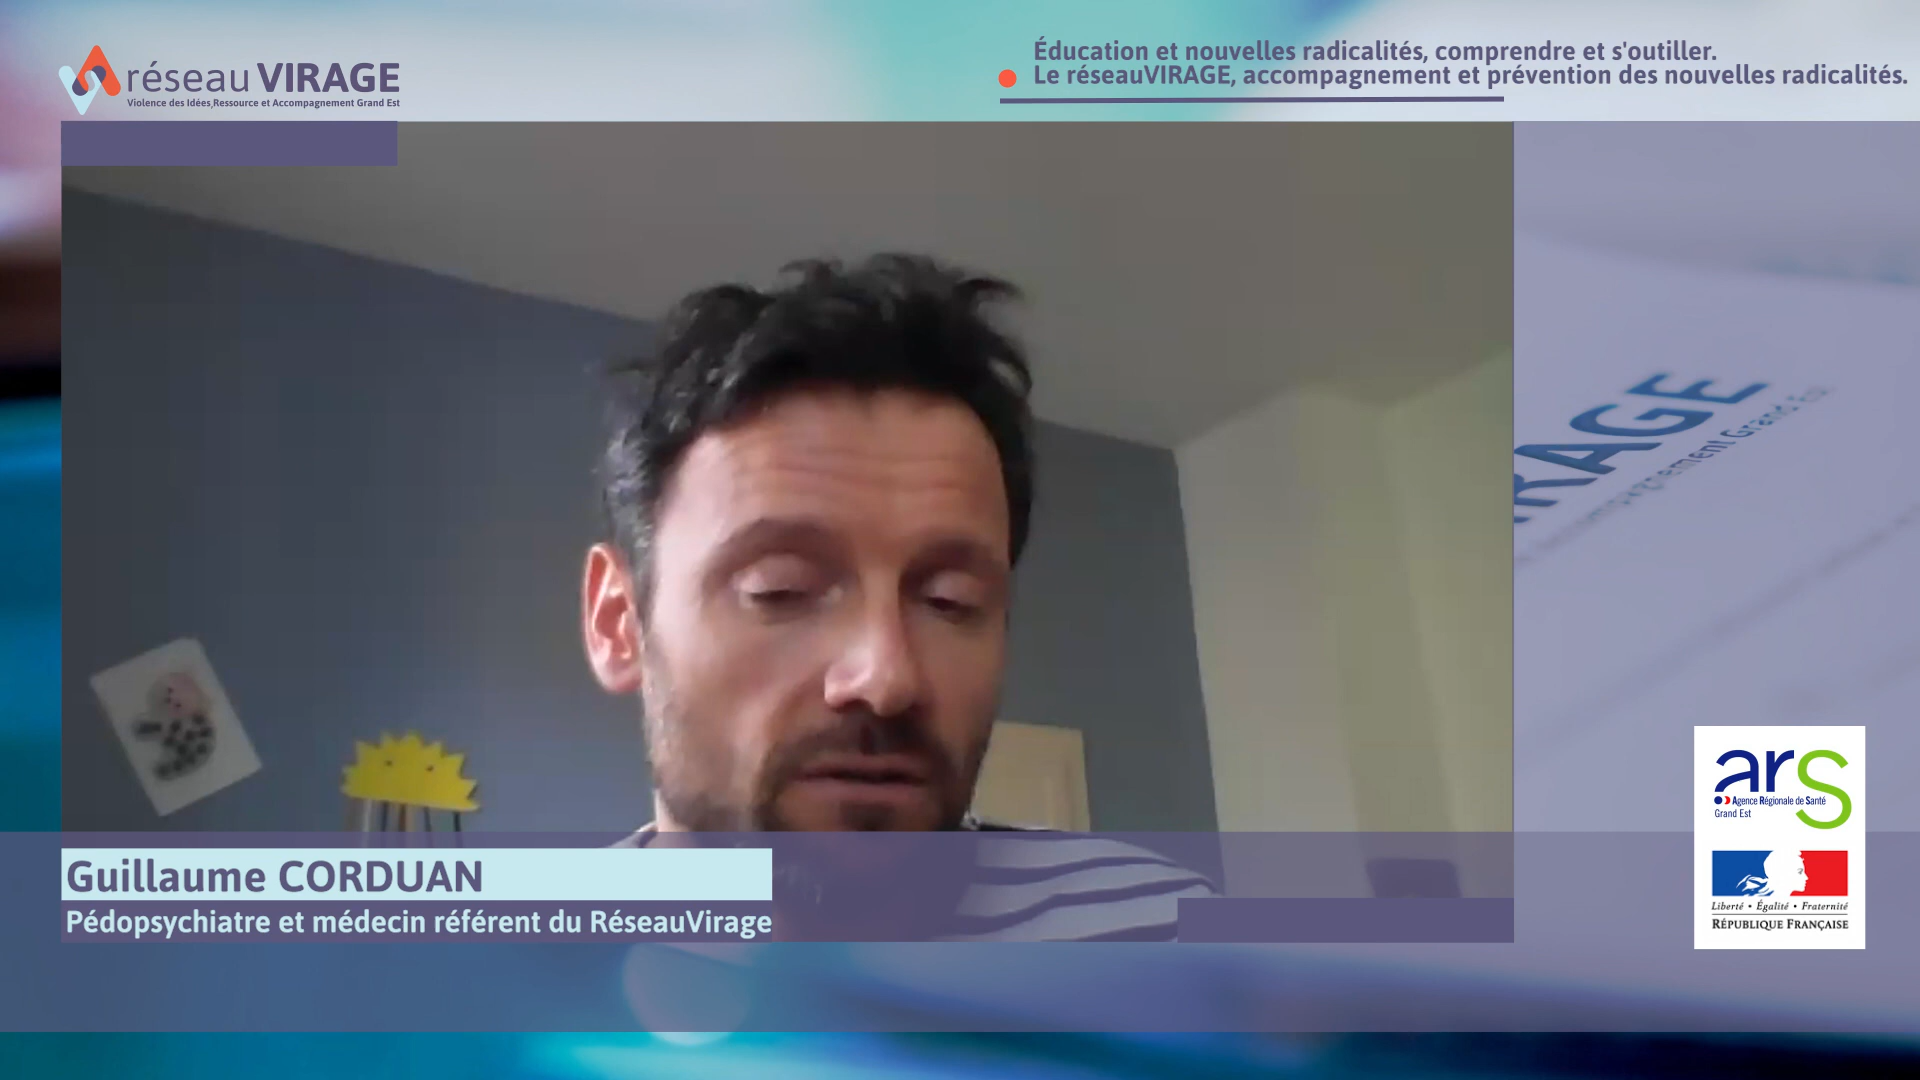 réseau VIRAGE
Violence des Idées,Ressource et Accompagnement Grand Est
Éducation et nouvelles radicalités, comprendre et s'outiller.
Le réseauVIRAGE, accompagnement et prévention des nouvelles radicalités.
RAGE
Grand Est
ars
Agence Régionale de Santé
Grand Est
Guillaume CORDUAN
Pédopsychiatre et médecin référent du RéseauVirage
Liberté • Égalité • Fraternité
RÉPUBLIQUE FRANÇAISE